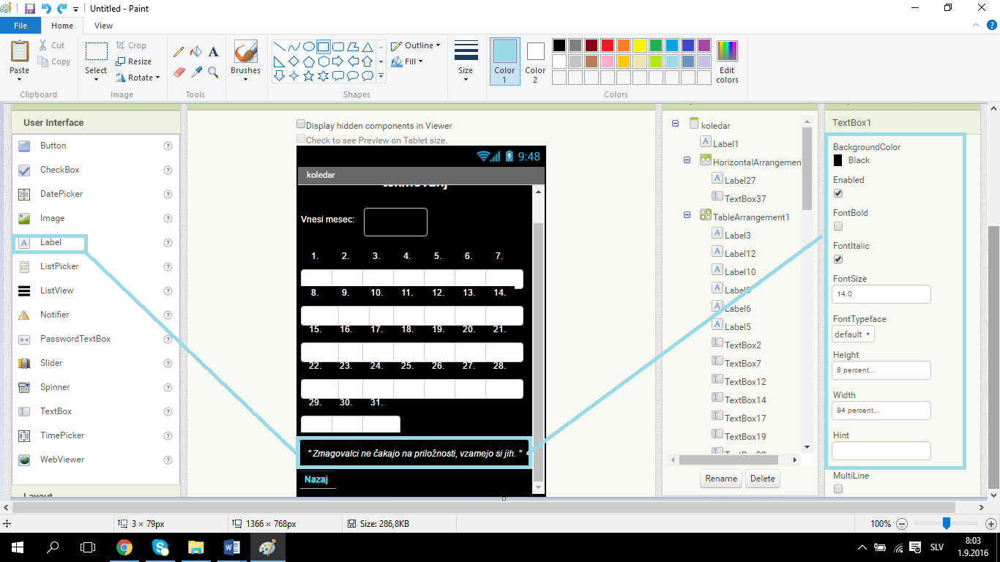 Untitled - Paint
File Home View
Paste Cut Copy
Clipboard
Select Crop Resize Rotate
Image
Tools
Brushes
Shapes
Outline
Fill
Size
Color 1
Color 2
Edit colors
Colors
User Interface
Button
CheckBox
DatePicker
Image
Label
ListPicker
ListView
Notifier
PasswordTextBox
Slider
Spinner
TextBox
TimePicker
WebViewer
Layout
Display hidden components in Viewer
Check to see Preview on Tablet size.
9:48
koledar
Vnesi mesec:
1. 2. 3. 4. 5. 6. 7.
8. 9. 10. 11. 12. 13. 14.
15. 16. 17. 18. 19. 20. 21.
22. 23. 24. 25. 26. 27. 28.
29. 30. 31.
" Zmagovalci ne čakajo na priložnosti, vzamejo si jih. "
Nazaj
koledar
Label1
HorizontalArrangemen
Label27
TextBox37
TableArrangement1
Label3
Label12
Label10
Label6
Label5
TextBox2
TextBox7
TextBox12
TextBox14
TextBox17
TextBox19
Rename Delete
TextBox1
BackgroundColor
Black
Enabled
FontBold
FontItalic
FontSize
14.0
FontTypeface
default
Height
8 percent...
Width
94 percent...
Hint
MultiLine
3 × 79px
1366 × 768px
Size: 286,8KB
100%
SLV
8:03
1.9.2016